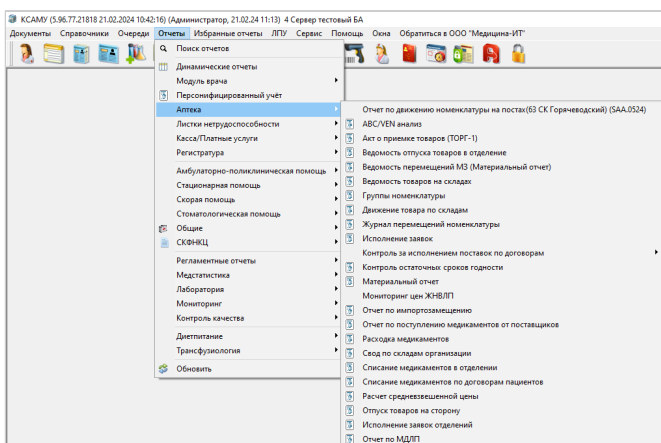 КСАМУ (5.96.77.21818 21.02.2024 10:42:16) (Администратор, 21.02.24 11:13) 4 Сервер тестовый БА
Документы Справочники Очереди Отчеты Избранные отчеты ЛПУ Сервис Помощь Окна Обратиться в ООО "Медицина-ИТ"
Поиск отчетов
Динамические отчеты
Модуль врача
Персонифицированный учёт
Аптека
Листки нетрудоспособности
Касса/Платные услуги
Регистратура
Амбулаторно-поликлиническая помощь
Стационарная помощь
Скорая помощь
Стоматологическая помощь
Общие
СКФНКЦ
Регламентные отчеты
Медстатистика
Лаборатория
Мониторинг
Контроль качества
Диетпитание
Трансфузиология
Обновить
Отчет по движению номенклатуры на постах(63 СК Горячеводский) (SAA.0524)
ABC/VEN анализ
Акт о приемке товаров (ТОРГ-1)
Ведомость отпуска товаров в отделение
Ведомость перемещений МЗ (Материальный отчет)
Ведомость товаров на складах
Группы номенклатуры
Движение товара по складам
Журнал перемещений номенклатуры
Исполнение заявок
Контроль за исполнением поставок по договорам
Контроль остаточных сроков годности
Материальный отчет
Мониторинг цен ЖНВЛП
Отчет по импортозамещению
Отчет по поступлению медикаментов от поставщиков
Расходка медикаментов
Свод по складам организации
Списание медикаментов в отделении
Списание медикаментов по договорам пациентов
Расчет средневзвешенной цены
Отпуск товаров на сторону
Исполнение заявок отделений
Отчет по МДЛП